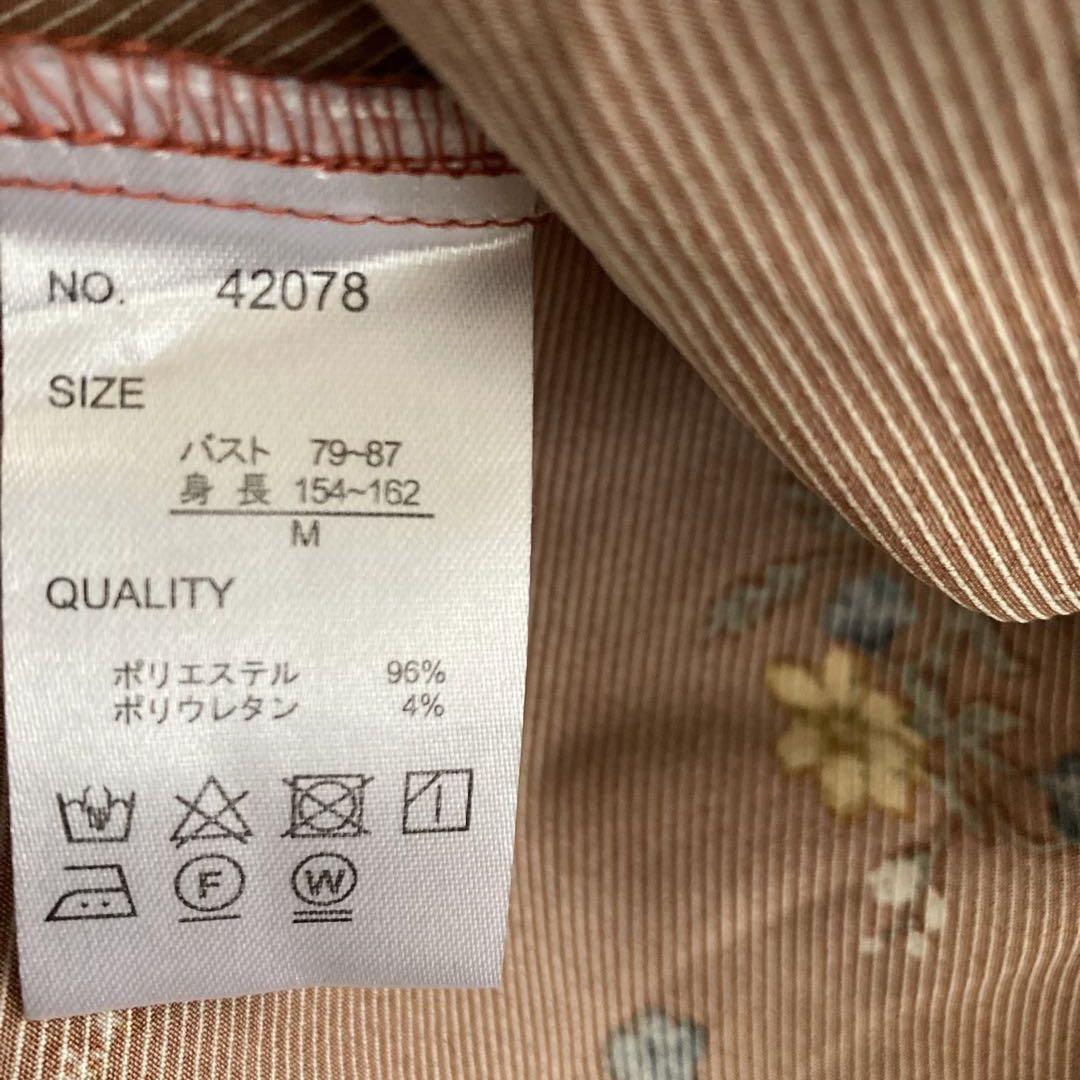 NO. 42078
SIZE
バスト 79~87
身長 154~162
M
QUALITY
ポリエステル 96%
ポリウレタン 4%
F W